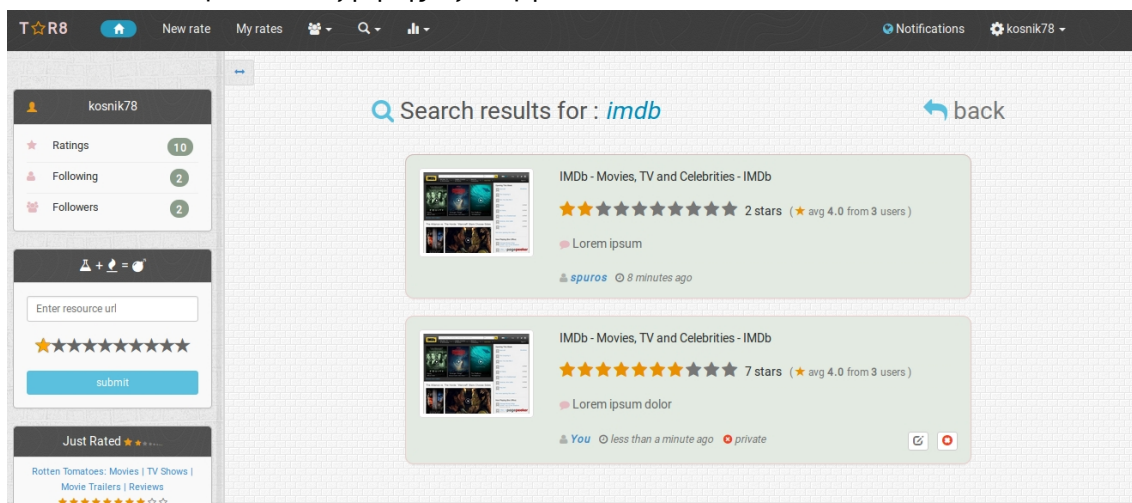 T☆R8 New rate My rates Notifications kosnik78
kosnik78
Ratings 10
Following 2
Followers 2
+ =
Enter resource url
submit
Just Rated
Rotten Tomatoes: Movies | TV Shows |
Movie Trailers | Reviews
Search results for : imdb
back
IMDb - Movies, TV and Celebrities - IMDb
2 stars ( ★ avg 4.0 from 3 users )
Lorem ipsum
spuros 8 minutes ago
IMDb - Movies, TV and Celebrities - IMDb
7 stars ( ★ avg 4.0 from 3 users )
Lorem ipsum dolor
You less than a minute ago private